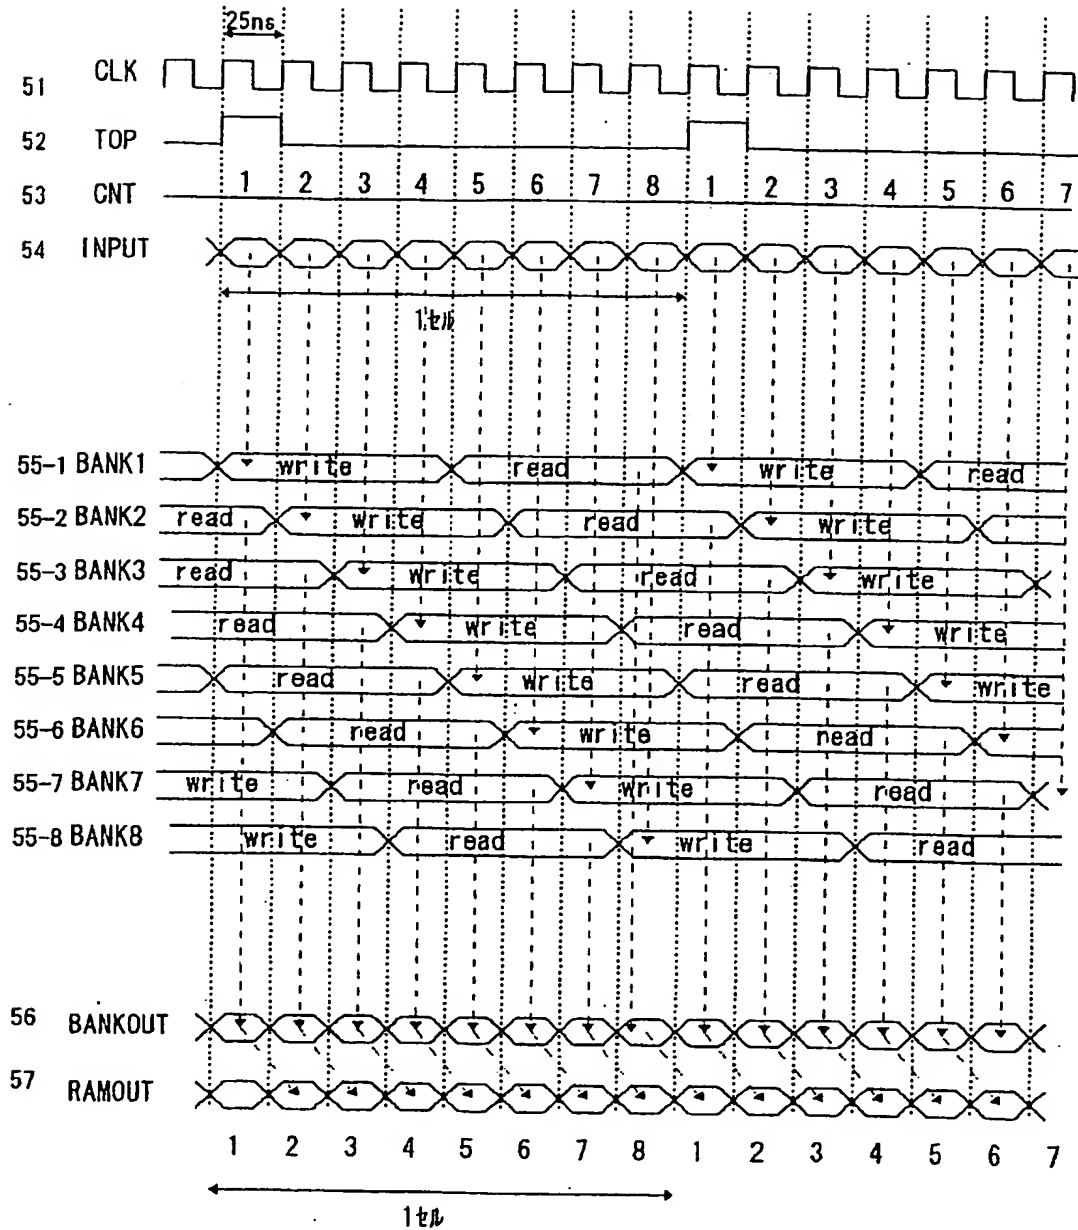 25ns
51 CLK
52 TOP
53 CNT 1 2 3 4 5 6 7 8 1 2 3 4 5 6 7
54 INPUT
1セル
55-1 BANK1 write read write read
55-2 BANK2 read write read write
55-3 BANK3 read write read write
55-4 BANK4 read write read write
55-5 BANK5 read write read write
55-6 BANK6 read write read
55-7 BANK7 write read write read
55-8 BANK8 write read write read
56 BANKOUT
57 RAMOUT
1 2 3 4 5 6 7 8 1 2 3 4 5 6 7
1セル